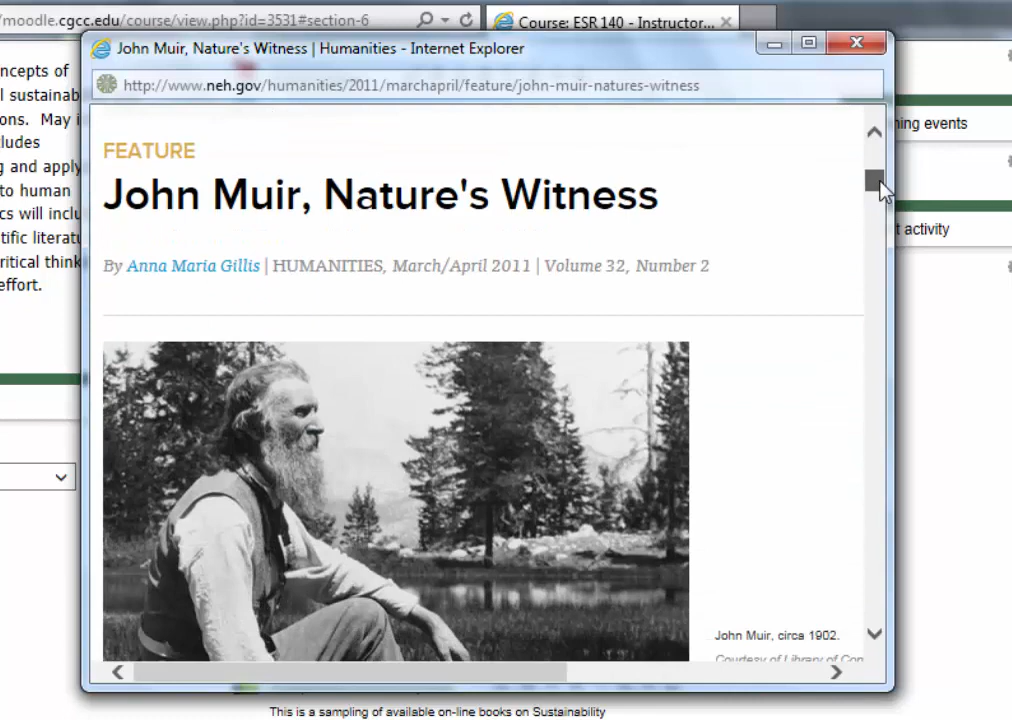 /moodle.cgcc.edu/course/view.php?id=3531#section-6
Course: ESR 140 - Instructor...
John Muir, Nature's Witness | Humanities - Internet Explorer
http://www.neh.gov/humanities/2011/marchapril/feature/john-muir-natures-witness
ncepts of
l sustainab
ons. May i
cludes
g and apply
to human
cs will inclu
tific literatu
ritical think
effort.
FEATURE
John Muir, Nature's Witness
By Anna Maria Gillis | HUMANITIES, March/April 2011 | Volume 32, Number 2
John Muir, circa 1902.
Courtesy of Library of Con
ning events
t activity
This is a sampling of available on-line books on Sustainability